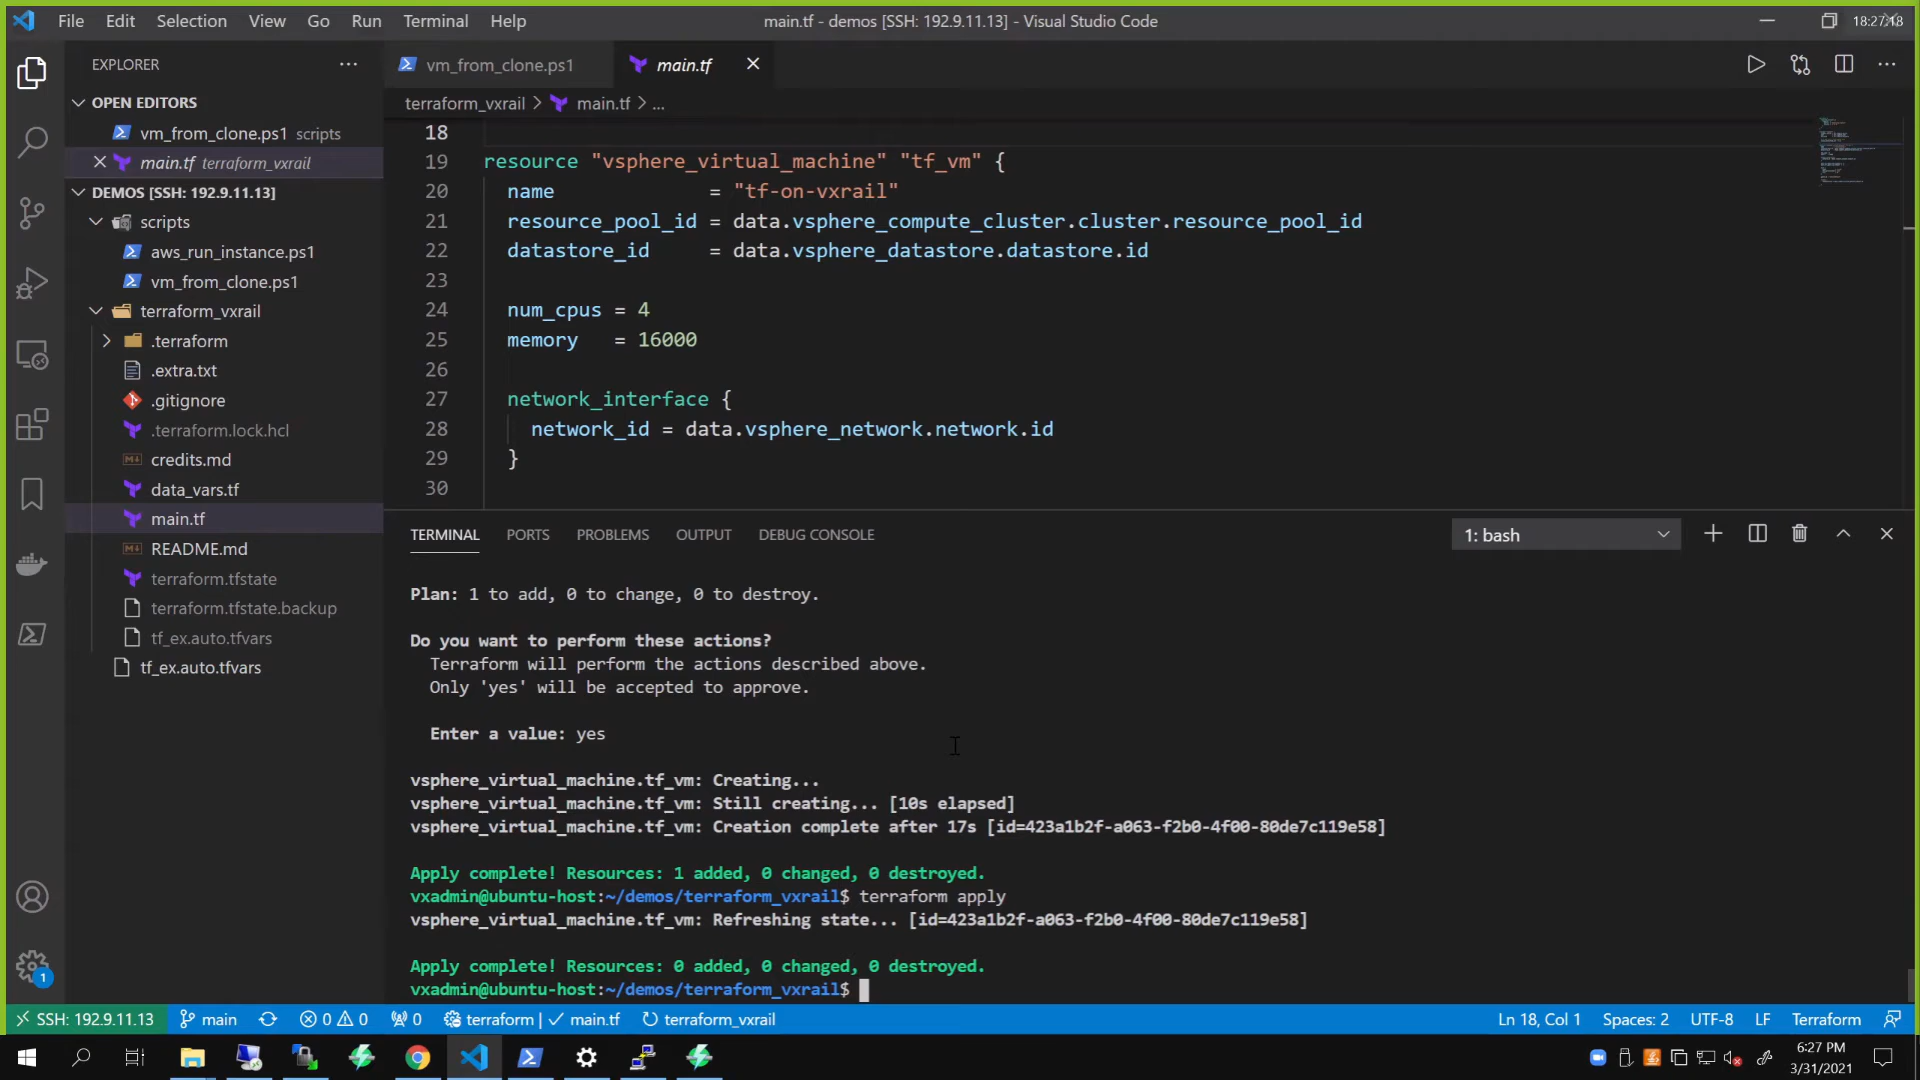 File Edit Selection View Go Run Terminal Help
main.tf - demos [SSH: 192.9.11.13] - Visual Studio Code
18:27:18
EXPLORER
OPEN EDITORS
vm_from_clone.ps1 scripts
main.tf terraform_vxrail
DEMOS [SSH: 192.9.11.13]
scripts
aws_run_instance.ps1
vm_from_clone.ps1
terraform_vxrail
.terraform
.extra.txt
.gitignore
.terraform.lock.hcl
credits.md
data_vars.tf
main.tf
README.md
terraform.tfstate
terraform.tfstate.backup
tf_ex.auto.tfvars
tf_ex.auto.tfvars
vm_from_clone.ps1
main.tf
terraform_vxrail > main.tf > ...
18
19 resource "vsphere_virtual_machine" "tf_vm" {
20 name = "tf-on-vxrail"
21 resource_pool_id = data.vsphere_compute_cluster.cluster.resource_pool_id
22 datastore_id = data.vsphere_datastore.datastore.id
23
24 num_cpus = 4
25 memory = 16000
26
27 network_interface {
28 network_id = data.vsphere_network.network.id
29 }
30
TERMINAL PORTS PROBLEMS OUTPUT DEBUG CONSOLE
1: bash
Plan: 1 to add, 0 to change, 0 to destroy.
Do you want to perform these actions?
Terraform will perform the actions described above.
Only 'yes' will be accepted to approve.
Enter a value: yes
vsphere_virtual_machine.tf_vm: Creating...
vsphere_virtual_machine.tf_vm: Still creating... [10s elapsed]
vsphere_virtual_machine.tf_vm: Creation complete after 17s [id=423a1b2f-a063-f2b0-4f00-80de7c119e58]
Apply complete! Resources: 1 added, 0 changed, 0 destroyed.
vxadmin@ubuntu-host:~/demos/terraform_vxrail$ terraform apply
vsphere_virtual_machine.tf_vm: Refreshing state... [id=423a1b2f-a063-f2b0-4f00-80de7c119e58]
Apply complete! Resources: 0 added, 0 changed, 0 destroyed.
vxadmin@ubuntu-host:~/demos/terraform_vxrail$
1
SSH: 192.9.11.13 main 0 0 0 terraform | ✓ main.tf terraform_vxrail
Ln 18, Col 1 Spaces: 2 UTF-8 LF Terraform
6:27 PM
3/31/2021